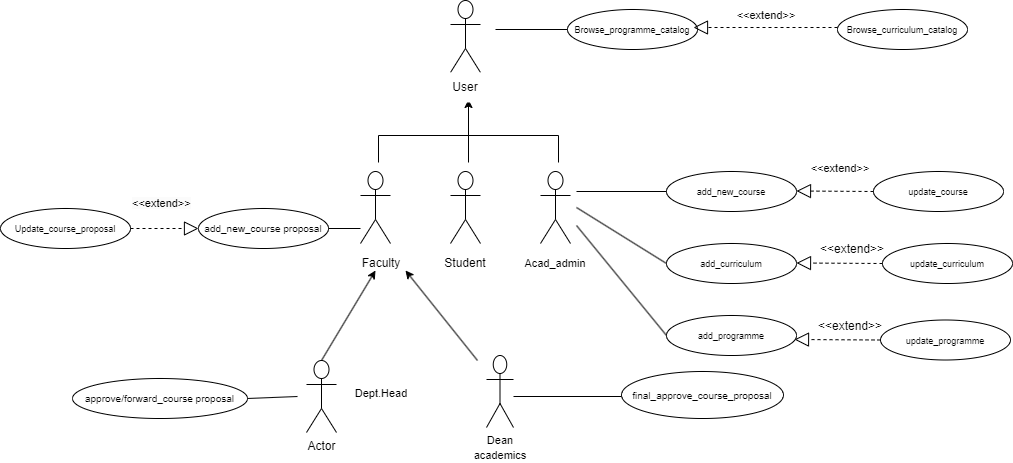 <<extend>>
Browse_programme_catalog
Browse_curriculum_catalog
User
<<extend>>
add_new_course
update_course
<<extend>>
Update_course_proposal
add_new_course proposal
Faculty
Student
Acad_admin
<<extend>>
add_curriculum
update_curriculum
<<extend>>
add_programme
update_programme
approve/forward_course proposal
Dept.Head
final_approve_course_proposal
Actor
Dean
academics